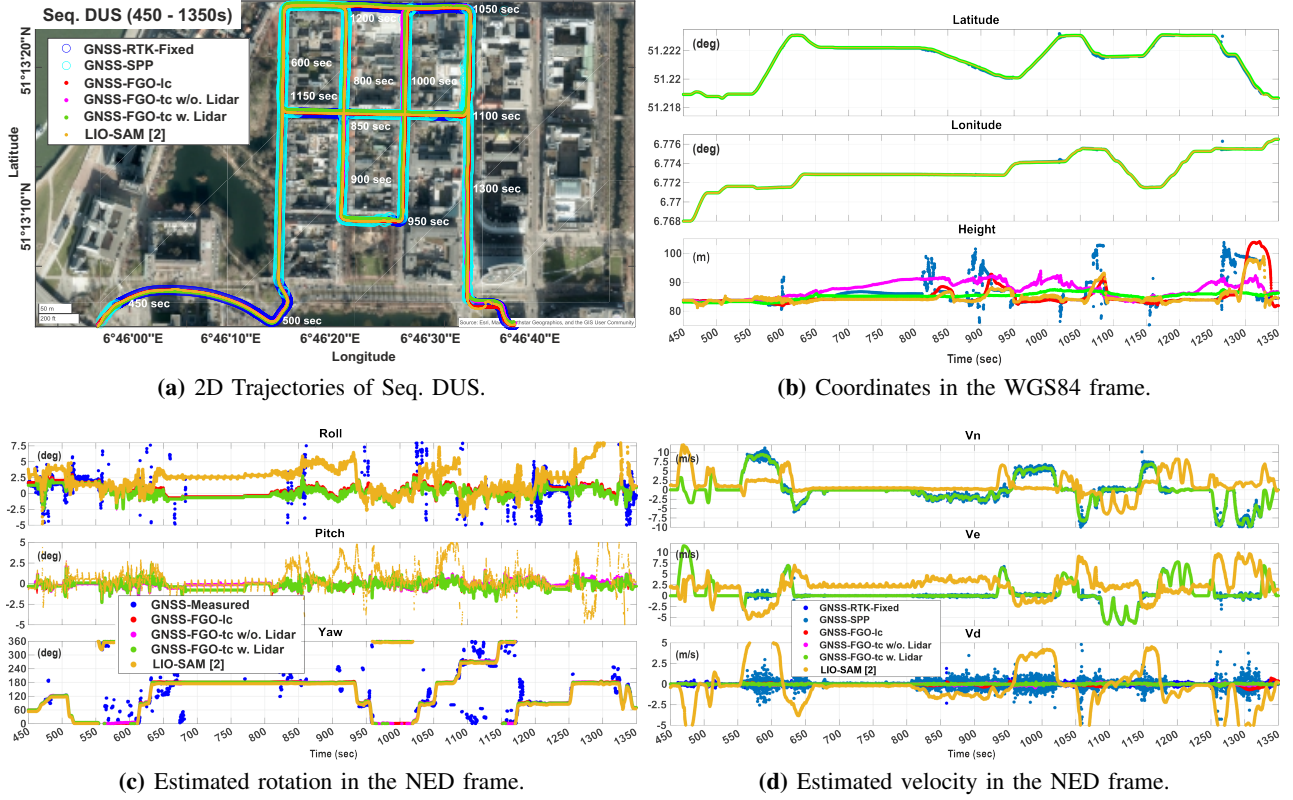 Seq. DUS (450 - 1350s)
GNSS-RTK-Fixed
GNSS-SPP
GNSS-FGO-lc
GNSS-FGO-tc w/o. Lidar
GNSS-FGO-tc w. Lidar
LIO-SAM [2]
1200 sec
1050 sec
600 sec
800 sec
1000 sec
1150 sec
1100 sec
850 sec
900 sec
1300 sec
950 sec
450 sec
500 sec
50 m
200 ft
51°13'20"N
51°13'10"N
Latitude
6°46'00"E 6°46'10"E 6°46'20"E 6°46'30"E 6°46'40"E
Longitude
(a) 2D Trajectories of Seq. DUS.
Latitude
(deg)
51.222
51.22
51.218
Lonitude
(deg)
6.776
6.774
6.772
6.768
Height
(m)
100
90
80
450 500 550 600 650 700 750 800 850 900 950 1000 1050 1100 1150 1200 1250 1300 1350
Time (sec)
(b) Coordinates in the WGS84 frame.
Roll
(deg)
7.5
5
2.5
0
-2.5
-5
Pitch
(deg)
5
2.5
0
-2.5
-5
GNSS-Measured
GNSS-FGO-lc
GNSS-FGO-tc w/o. Lidar
GNSS-FGO-tc w. Lidar
LIO-SAM [2]
Yaw
(deg)
360
300
240
180
120
60
0
450 500 550 600 650 700 750 800 850 900 950 1000 1050 1100 1150 1200 1250 1300 1350
Time (sec)
(c) Estimated rotation in the NED frame.
Vn
(m/s)
10
7.5
5
2.5
0
-2.5
-5
-7.5
-10
Ve
(m/s)
10
7.5
5
2.5
0
-2.5
-5
GNSS-RTK-Fixed
GNSS-SPP
GNSS-FGO-lc
GNSS-FGO-tc w/o. Lidar
GNSS-FGO-tc w. Lidar
LIO-SAM [2]
Vd
(m/s)
5
2.5
0
-2.5
-5
450 500 550 600 650 700 750 800 850 900 950 1000 1050 1100 1150 1200 1250 1300 1350
Time (sec)
(d) Estimated velocity in the NED frame.